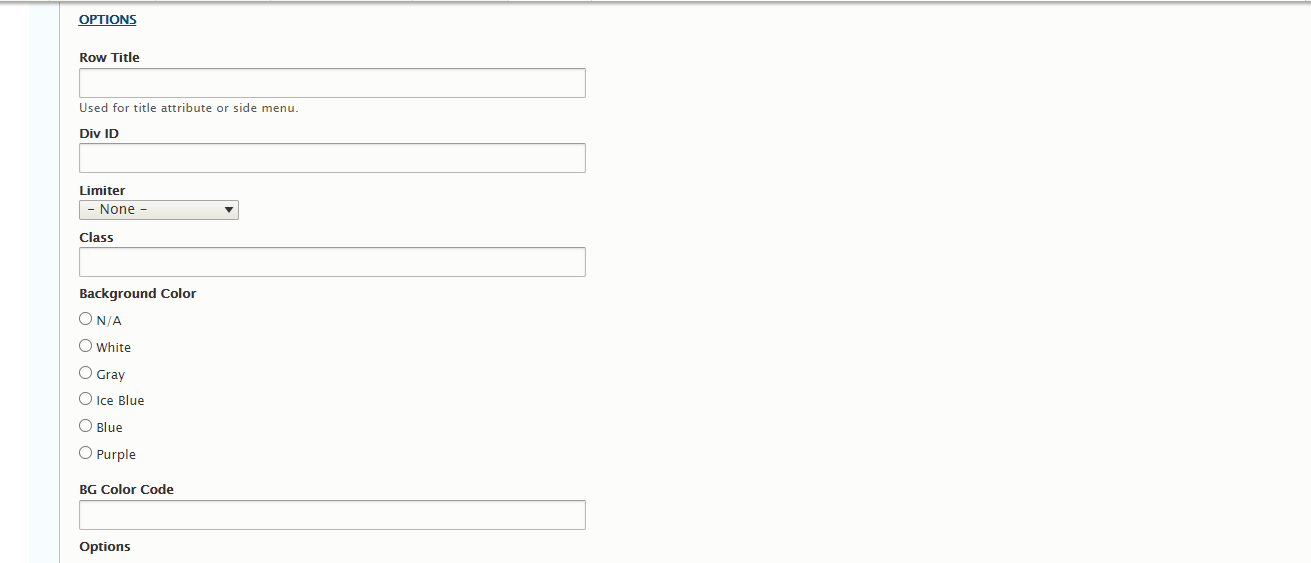 OPTIONS
Row Title
Used for title attribute or side menu.
Div ID
Limiter
- None -
Class
Background Color
N/A
White
Gray
Ice Blue
Blue
Purple
BG Color Code
Options